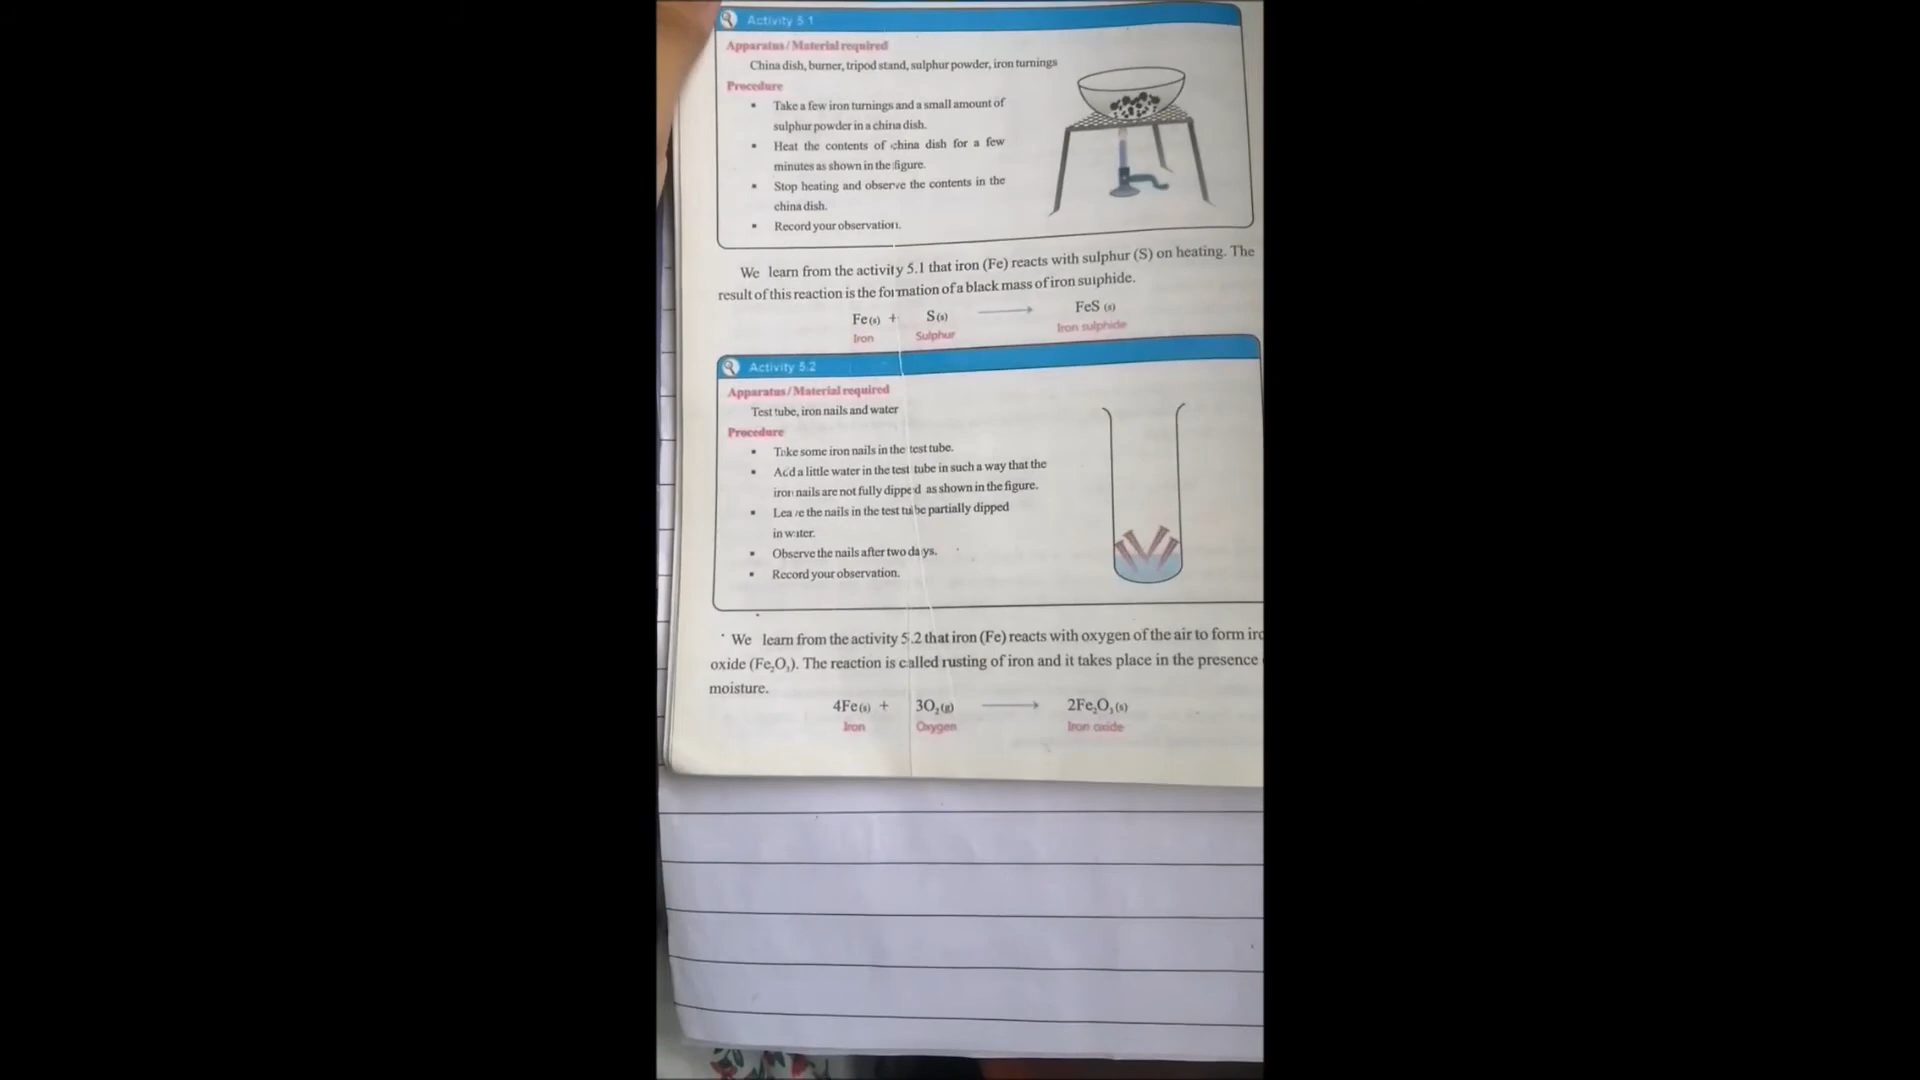 Activity 5.1
Apparatus/Material required
China dish, burner, tripod stand, sulphur powder, iron turnings
Procedure
▪ Take a few iron turnings and a small amount of
sulphur powder in a china dish.
▪ Heat the contents of china dish for a few
minutes as shown in the figure.
▪ Stop heating and observe the contents in the
china dish.
▪ Record your observation.
We learn from the activity 5.1 that iron (Fe) reacts with sulphur (S) on heating. The
result of this reaction is the formation of a black mass of iron sulphide.
Fe(s) + S(s) ⟶ FeS (s)
Iron Sulphur Iron sulphide
Activity 5.2
Apparatus/Material required
Test tube, iron nails and water
Procedure
▪ Take some iron nails in the test tube.
▪ Add a little water in the test tube in such a way that the
iron nails are not fully dipped as shown in the figure.
▪ Leave the nails in the test tube partially dipped
in water.
▪ Observe the nails after two days.
▪ Record your observation.
We learn from the activity 5.2 that iron (Fe) reacts with oxygen of the air to form
oxide (Fe₂O₃). The reaction is called rusting of iron and it takes place in the presence
moisture.
4Fe(s) + 3O₂(g) ⟶ 2Fe₂O₃(s)
Iron Oxygen Iron oxide